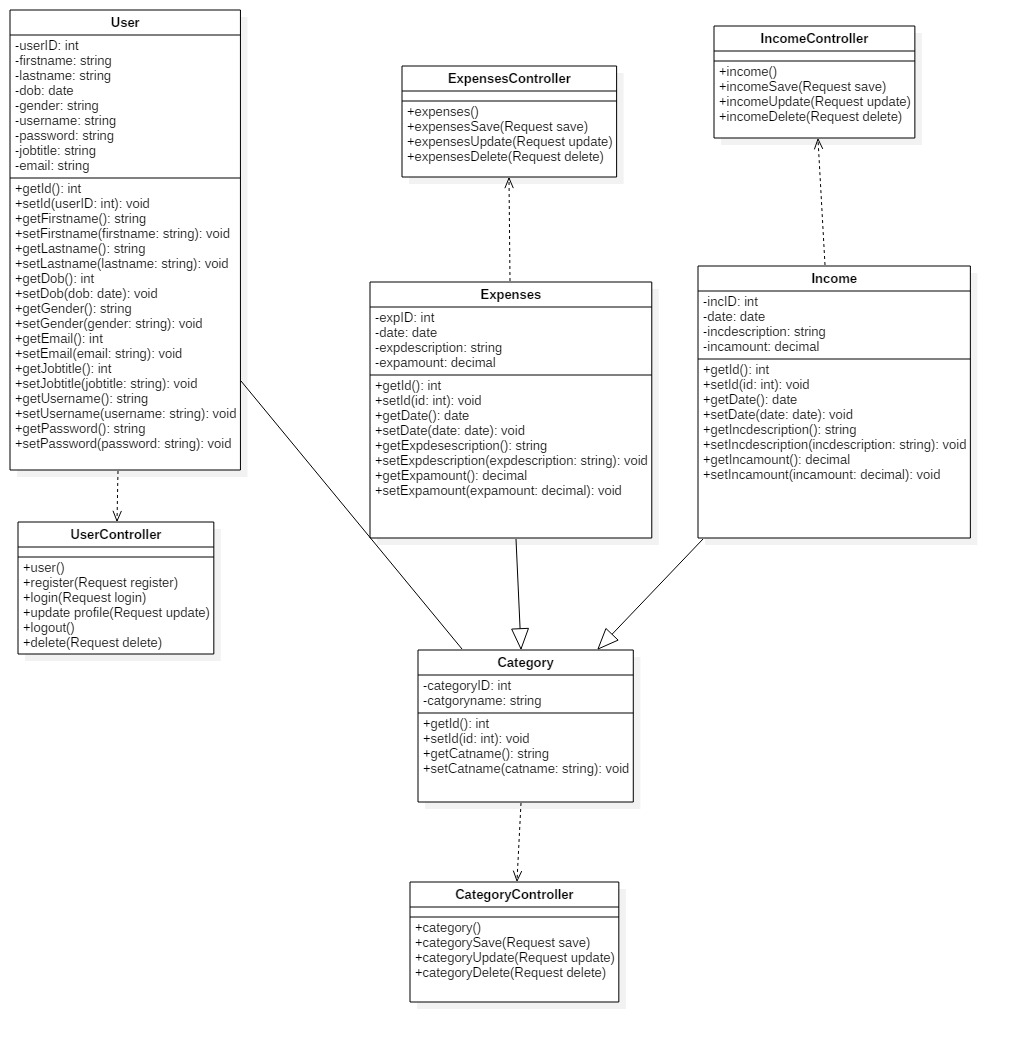 User
-userID: int
-firstname: string
-lastname: string
-dob: date
-gender: string
-username: string
-password: string
-jobtitle: string
-email: string
+getId(): int
+setId(userID: int): void
+getFirstname(): string
+setFirstname(firstname: string): void
+getLastname(): string
+setLastname(lastname: string): void
+getDob(): int
+setDob(dob: date): void
+getGender(): string
+setGender(gender: string): void
+getEmail(): int
+setEmail(email: string): void
+getJobtitle(): int
+setJobtitle(jobtitle: string): void
+getUsername(): string
+setUsername(username: string): void
+getPassword(): string
+setPassword(password: string): void
UserController
+user()
+register(Request register)
+login(Request login)
+update profile(Request update)
+logout()
+delete(Request delete)
ExpensesController
+expenses()
+expensesSave(Request save)
+expensesUpdate(Request update)
+expensesDelete(Request delete)
Expenses
-expID: int
-date: date
-expdescription: string
-expamount: decimal
+getId(): int
+setId(id: int): void
+getDate(): date
+setDate(date: date): void
+getExpdesescription(): string
+setExpdescription(expdescription: string): void
+getExpamount(): decimal
+setExpamount(expamount: decimal): void
IncomeController
+income()
+incomeSave(Request save)
+incomeUpdate(Request update)
+incomeDelete(Request delete)
Income
-incID: int
-date: date
-incdescription: string
-incamount: decimal
+getId(): int
+setId(id: int): void
+getDate(): date
+setDate(date: date): void
+getIncdescription(): string
+setIncdescription(incdescription: string): void
+getIncamount(): decimal
+setIncamount(incamount: decimal): void
Category
-categoryID: int
-catgoryname: string
+getId(): int
+setId(id: int): void
+getCatname(): string
+setCatname(catname: string): void
CategoryController
+category()
+categorySave(Request save)
+categoryUpdate(Request update)
+categoryDelete(Request delete)